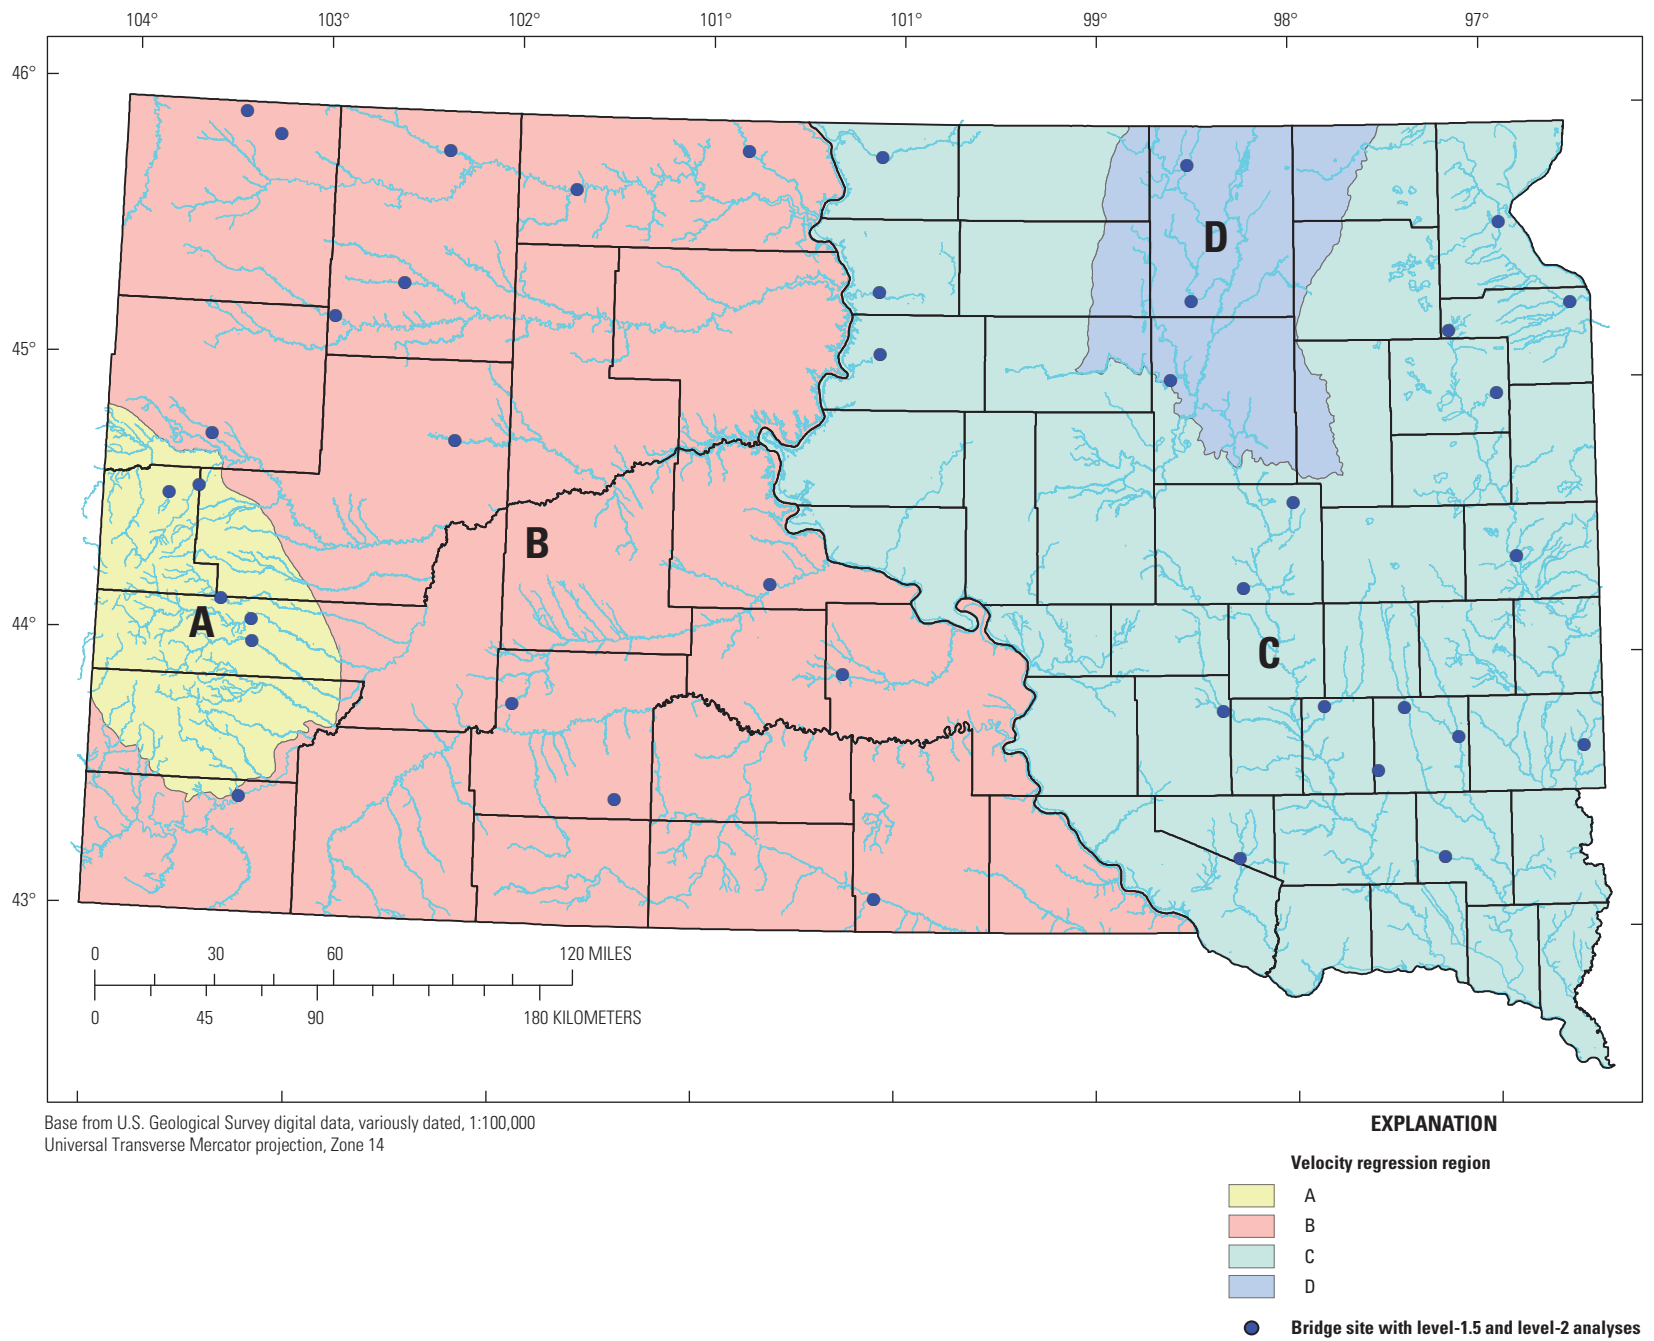 104° 103° 102° 101° 101° 99° 98° 97°
46°
45°
44°
43°
A
B
C
D
0 30 60 120 MILES
0 45 90 180 KILOMETERS
Base from U.S. Geological Survey digital data, variously dated, 1:100,000
Universal Transverse Mercator projection, Zone 14
EXPLANATION
Velocity regression region
A
B
C
D
Bridge site with level-1.5 and level-2 analyses